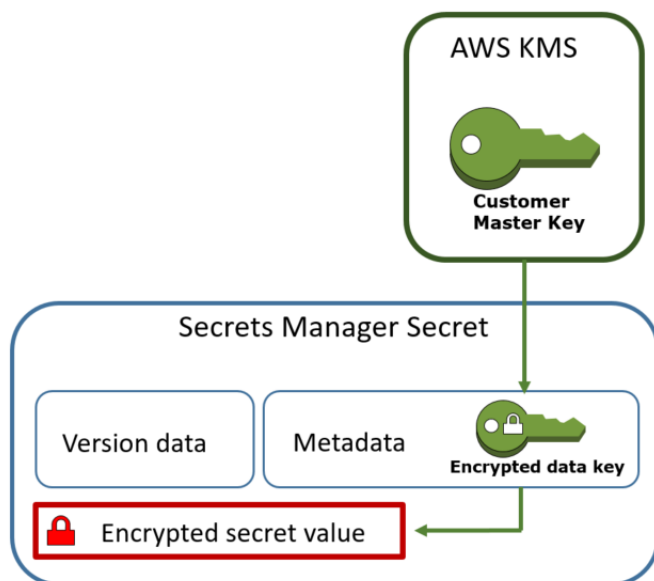 AWS KMS
Customer
Master Key
Secrets Manager Secret
Version data
Metadata
Encrypted data key
Encrypted secret value